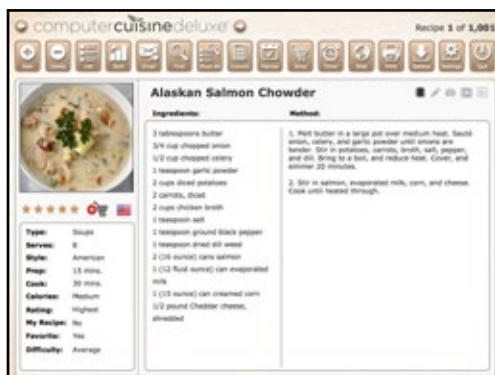 computercuisinedeluxe
Recipe 1 of 1,001
Alaskan Salmon Chowder
Ingredients:
Method:
3 tablespoons butter
3/4 cup chopped onion
1/2 cup chopped celery
1 teaspoon garlic powder
2 cups diced potatoes
2 carrots, diced
2 cups chicken broth
1 teaspoon salt
1 teaspoon ground black pepper
1 teaspoon dried dill weed
2 (16 ounce) cans salmon
1 (12 fluid ounce) can evaporated
milk
1 (15 ounce) can creamed corn
1/2 pound Cheddar cheese,
shredded
1. Melt butter in a large pot over medium heat. Sauté
onion, celery, and garlic powder until onions are
tender. Stir in potatoes, carrots, broth, salt, pepper,
and dill. Bring to a boil, and reduce heat. Cover, and
simmer 20 minutes.
2. Stir in salmon, evaporated milk, corn, and cheese.
Cook until heated through.
Type: Soups
Serves: 8
Style: American
Prep: 15 mins.
Cook: 30 mins.
Calories: Medium
Rating: Highest
My Recipe: No
Favorite: Yes
Difficulty: Average